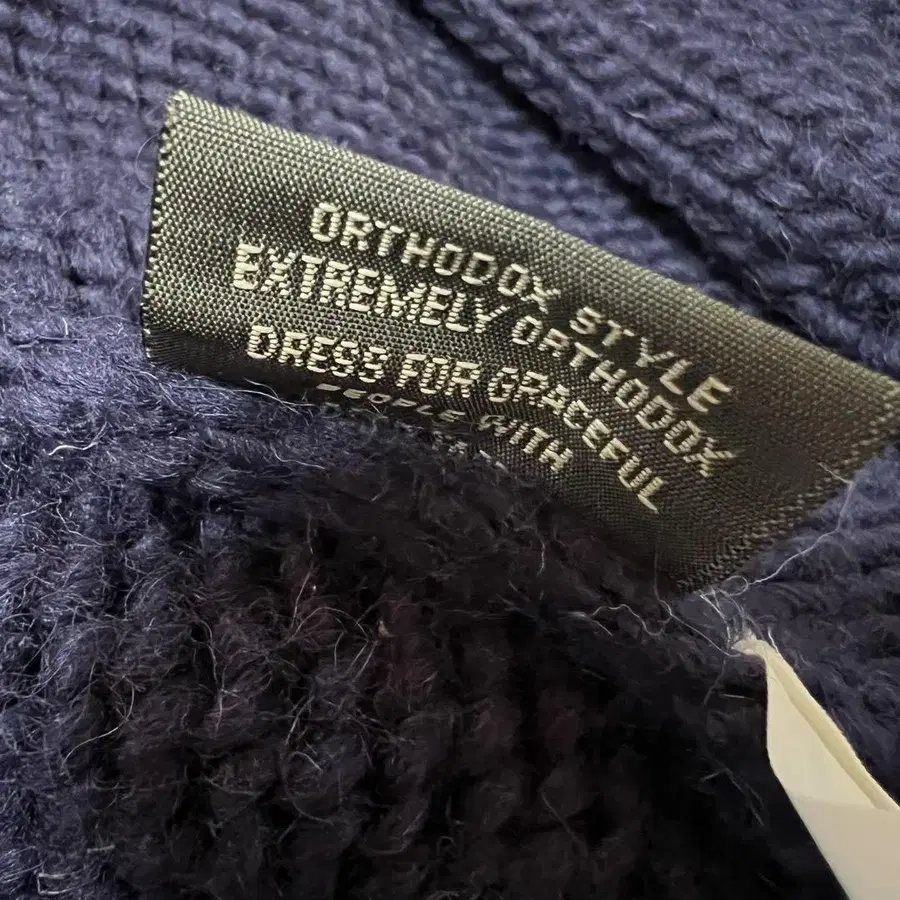 ORTHODOX STYLE
EXTREMELY ORTHODOX
DRESS FOR GRACEFUL
PEOPLE WITH